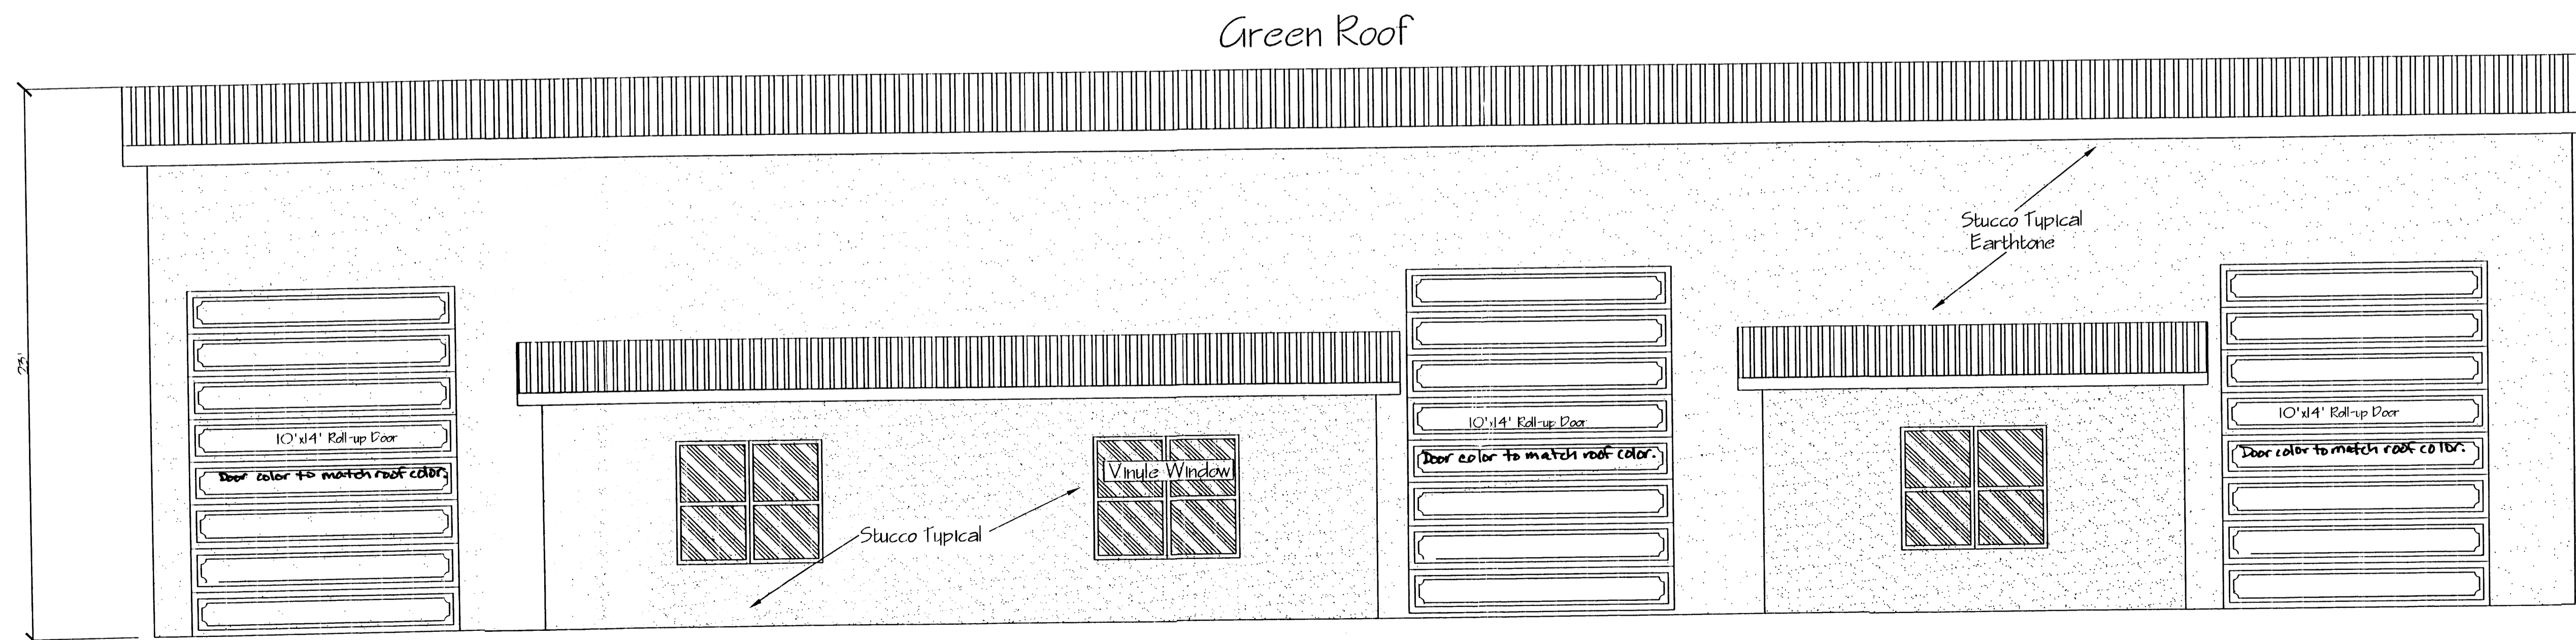 Green Roof
Stucco Typical
Earthtone
23'
10'x14' Roll-up Door
Door color to match roof color.
10'x14' Roll-up Door
Door color to match roof color.
10'x14' Roll-up Door
Door color to match roof color.
Vinyle Window
Stucco Typical